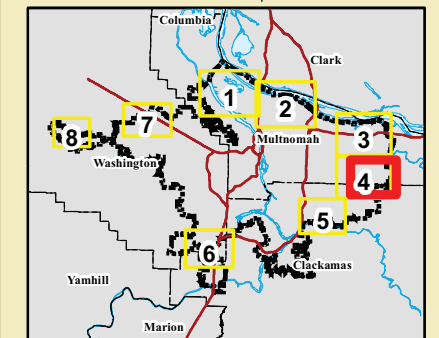 Columbia
Clark
1
2
7
3
8
Multnomah
Washington
4
5
6
Clackamas
Yamhill
Marion